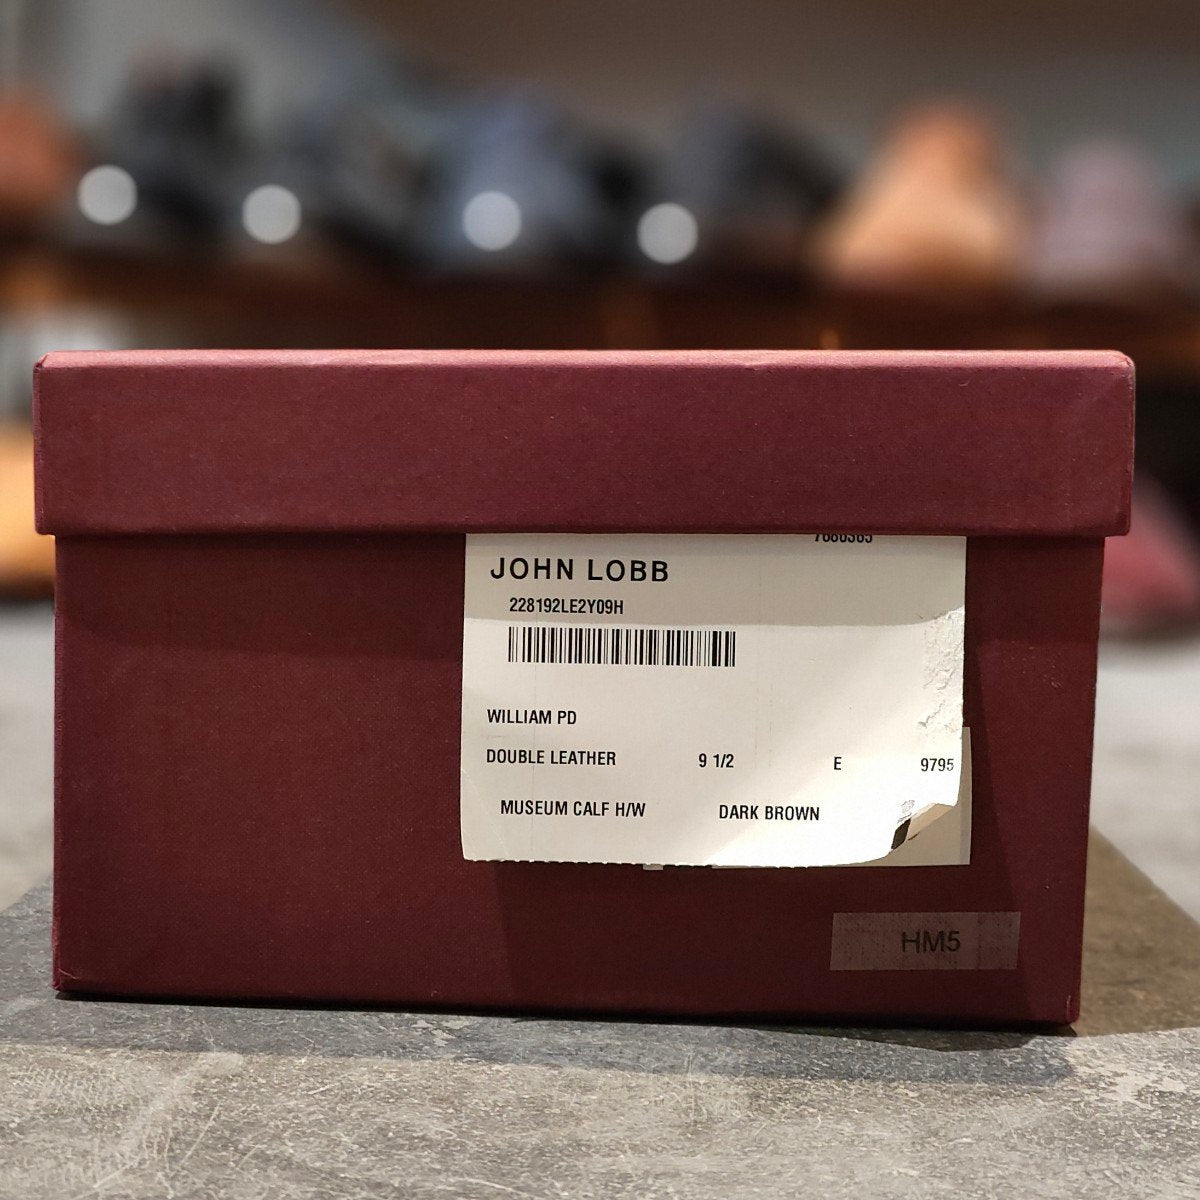 JOHN LOBB
228192LE2Y09H
WILLIAM PD
DOUBLE LEATHER 9 1/2 E 9795
MUSEUM CALF H/W DARK BROWN
HM5